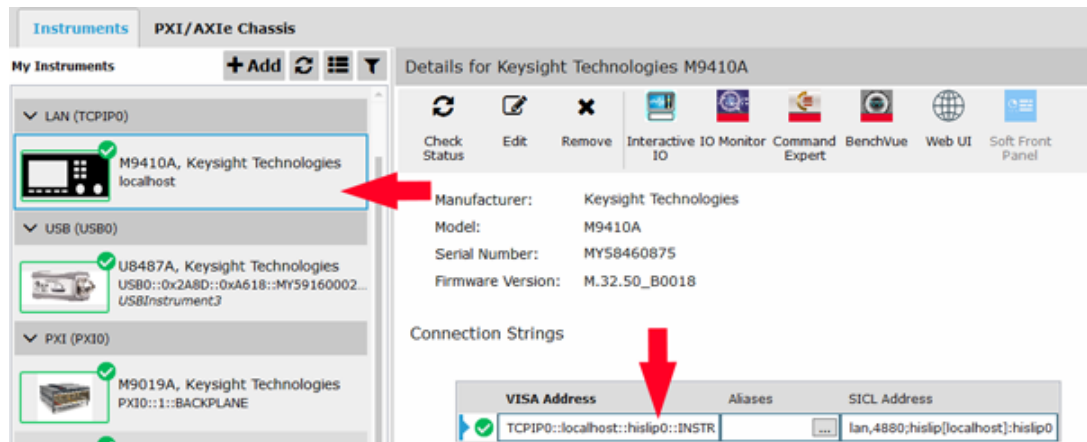 Instruments PXI/AXIe Chassis
My Instruments
+ Add
LAN (TCPIP0)
M9410A, Keysight Technologies
localhost
USB (USB0)
U8487A, Keysight Technologies
USB0::0x2A8D::0xA618::MY59160002...
USBInstrument3
PXI (PXI0)
M9019A, Keysight Technologies
PXI0::1::BACKPLANE
Details for Keysight Technologies M9410A
Check Status
Edit
Remove
Interactive IO
IO Monitor
Command Expert
BenchVue
Web UI
Soft Front Panel
Manufacturer: Keysight Technologies
Model: M9410A
Serial Number: MY58460875
Firmware Version: M.32.50_B0018
Connection Strings
VISA Address Aliases SICL Address
TCPIP0::localhost::hislip0::INSTR ... lan,4880;hislip[localhost]:hislip0